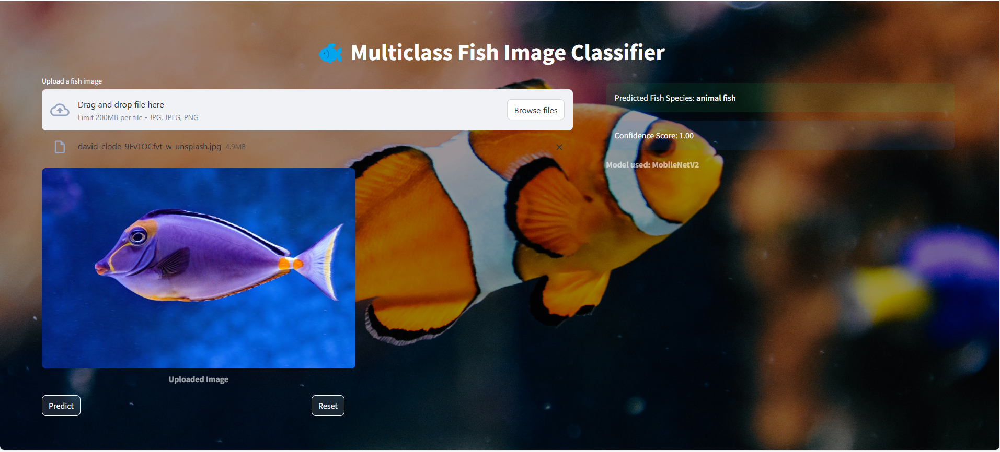 Multiclass Fish Image Classifier
Upload a fish image
Drag and drop file here
Limit 200MB per file • JPG, JPEG, PNG
Browse files
david-clode-9FvTOCfvt_w-unsplash.jpg 4.9MB
Uploaded Image
Predict
Reset
Predicted Fish Species: animal fish
Confidence Score: 1.00
Model used: MobileNetV2